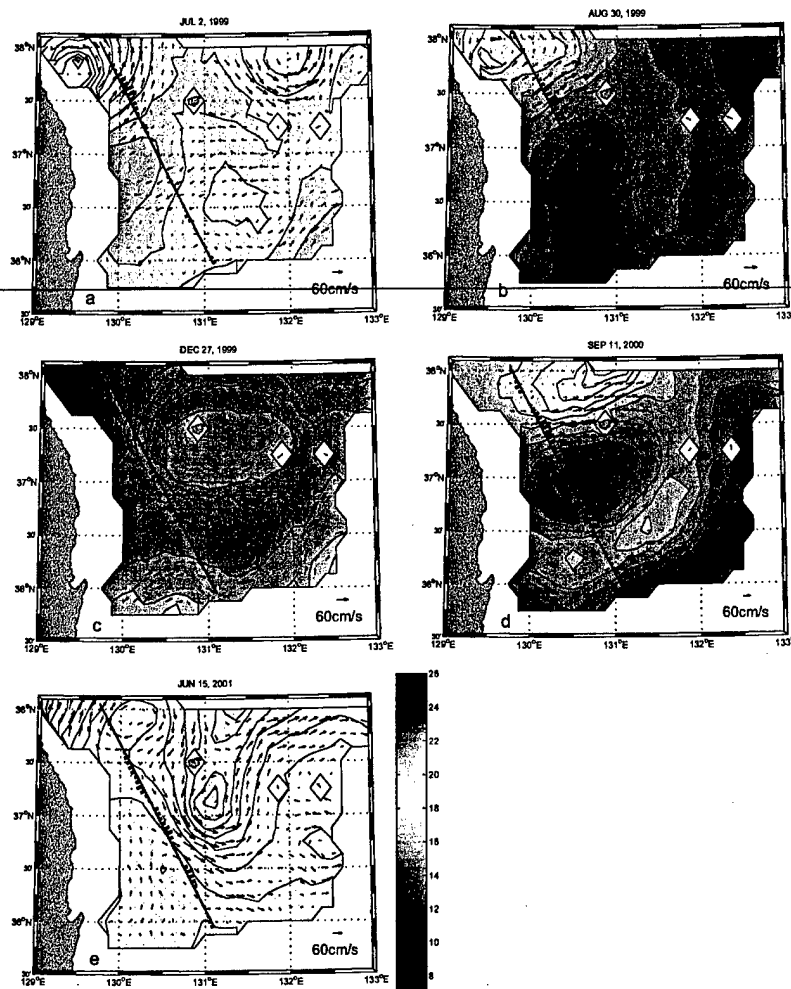 JUL 2, 1999
38°N
30'
37°N
30'
36°N
30'
129°E
130°E
131°E
132°E
133°E
a
60cm/s
AUG 30, 1999
38°N
30'
37°N
30'
36°N
30'
129°E
130°E
131°E
132°E
133
b
60cm/s
DEC 27, 1999
38°N
30'
37°N
30'
36°N
30'
129°E
130°E
131°E
132°E
133°E
c
60cm/s
SEP 11, 2000
38°N
30'
37°N
30'
36°N
30'
129°E
130°E
131°E
132°E
133°E
d
60cm/s
JUN 15, 2001
38°N
30'
37°N
30'
36°N
30'
129°E
130°E
131°E
132°E
133°E
e
60cm/s
26
24
22
20
18
16
14
12
10
8